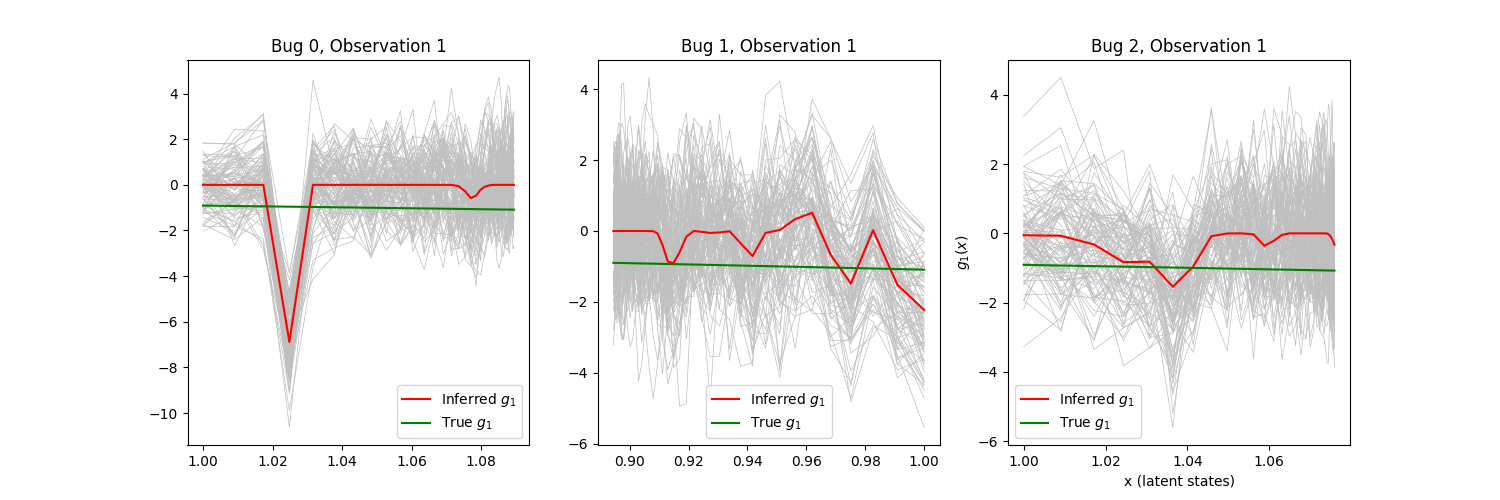 Bug 0, Observation 1
4
2
0
−2
−4
−6
−8
−10
1.00 1.02 1.04 1.06 1.08
Inferred g₁
True g₁
Bug 1, Observation 1
4
2
0
−2
−4
−6
0.90 0.92 0.94 0.96 0.98 1.00
Inferred g₁
True g₁
Bug 2, Observation 1
g₁(x)
4
2
0
−2
−4
−6
1.00 1.02 1.04 1.06
x (latent states)
Inferred g₁
True g₁